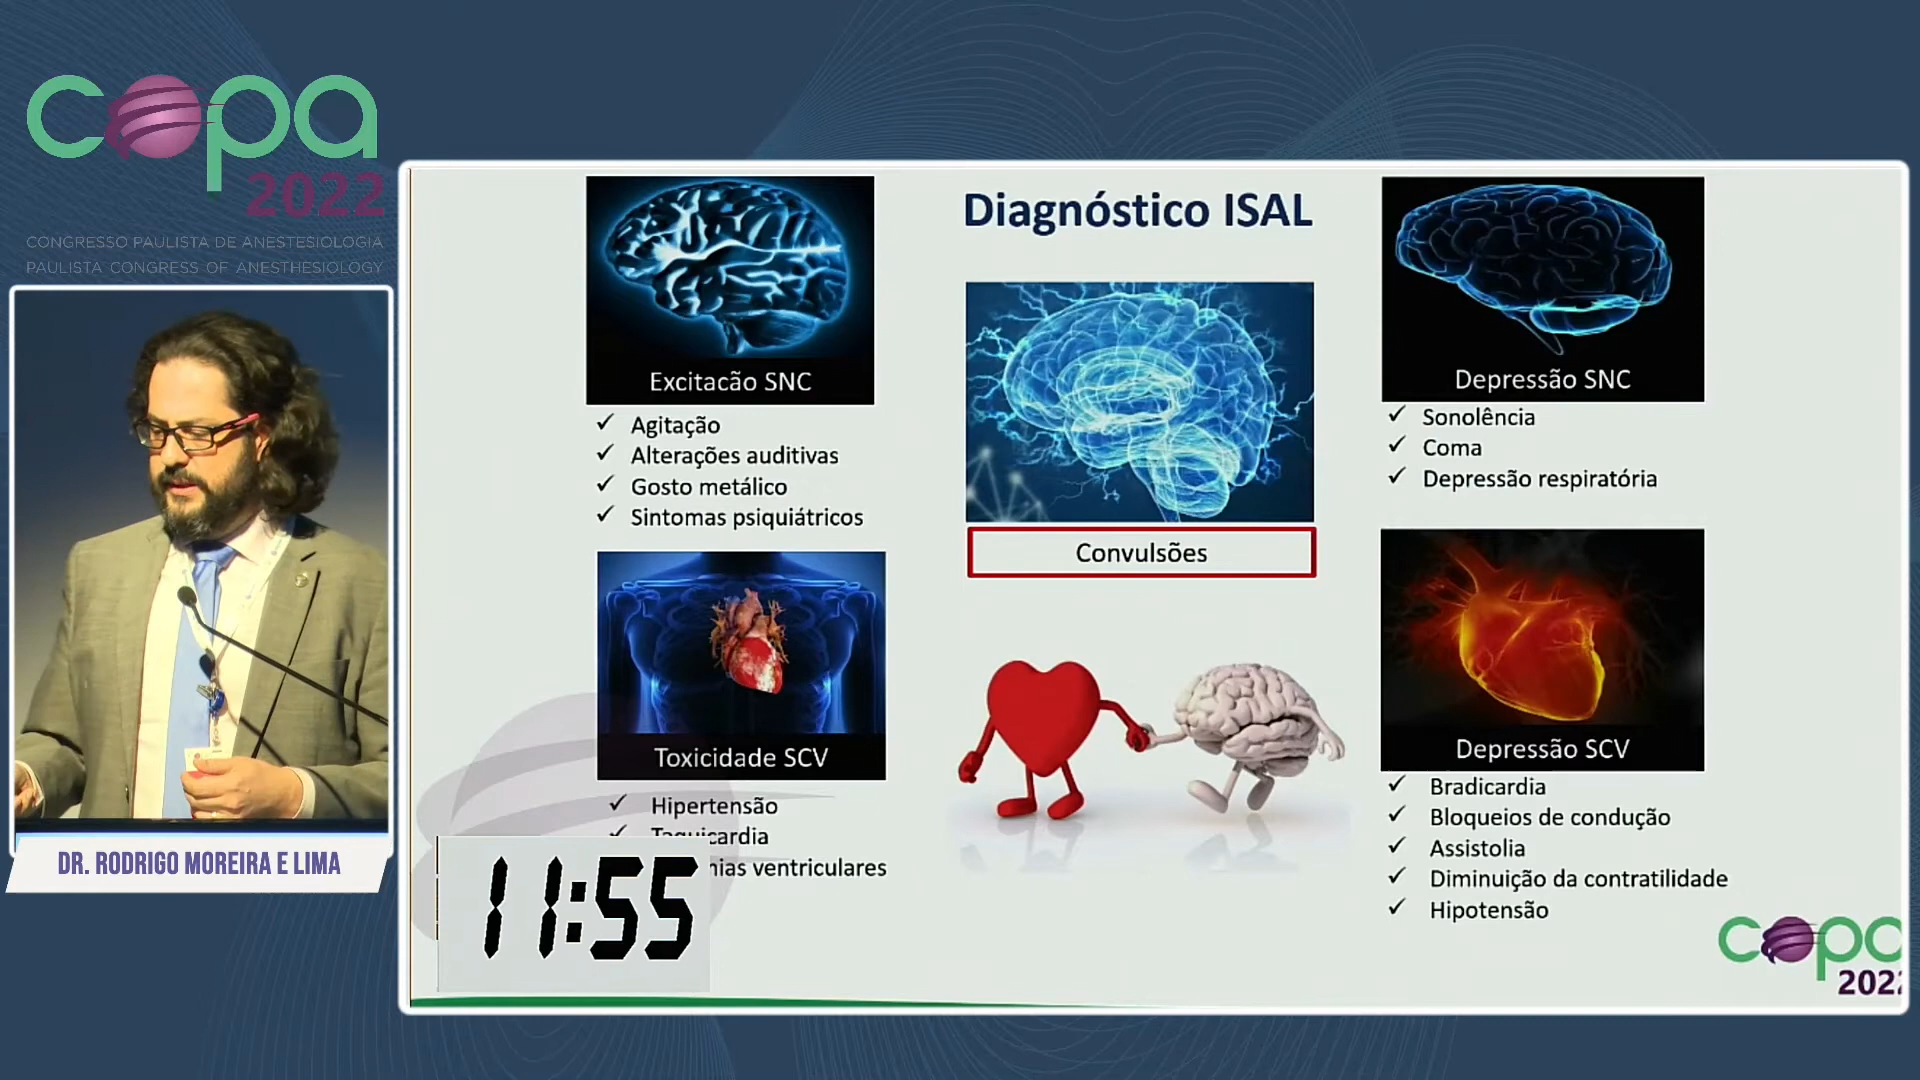 copa
2022
CONGRESSO PAULISTA DE ANESTESIOLOGIA
PAULISTA CONGRESS OF ANESTHESIOLOGY
DR. RODRIGO MOREIRA E LIMA
Diagnóstico ISAL
Excitacão SNC
Agitação
Alterações auditivas
Gosto metálico
Sintomas psiquiátricos
Convulsões
Depressão SNC
Sonolência
Coma
Depressão respiratória
Toxicidade SCV
Hipertensão
Taquicardia
ventriculares
11:55
Depressão SCV
Bradicardia
Bloqueios de condução
Assistolia
Diminuição da contratilidade
Hipotensão
copa
2022